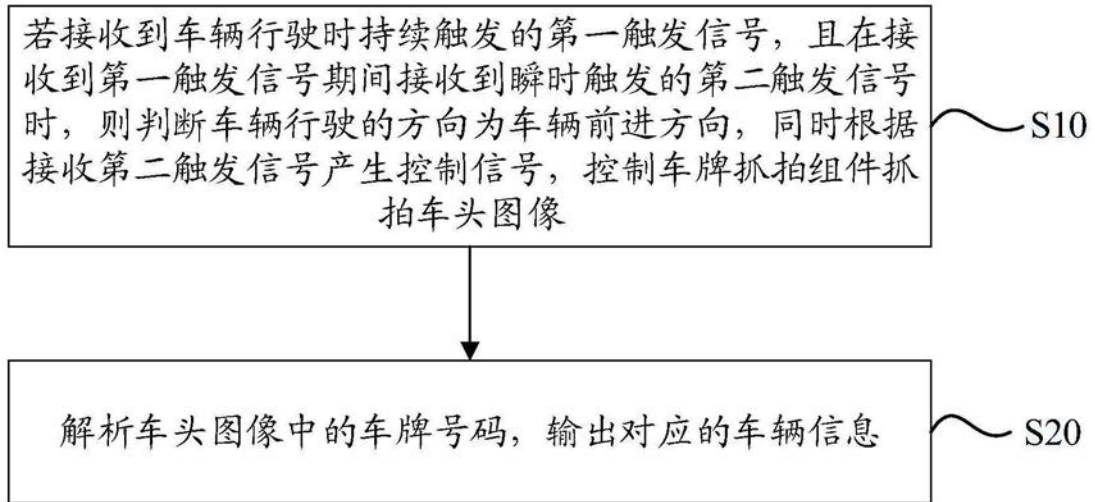 若接收到车辆行驶时持续触发的第一触发信号，且在接
收到第一触发信号期间接收到瞬时触发的第二触发信号
时，则判断车辆行驶的方向为车辆前进方向，同时根据
接收第二触发信号产生控制信号，控制车牌抓拍组件抓
拍车头图像
S10
解析车头图像中的车牌号码，输出对应的车辆信息
S20